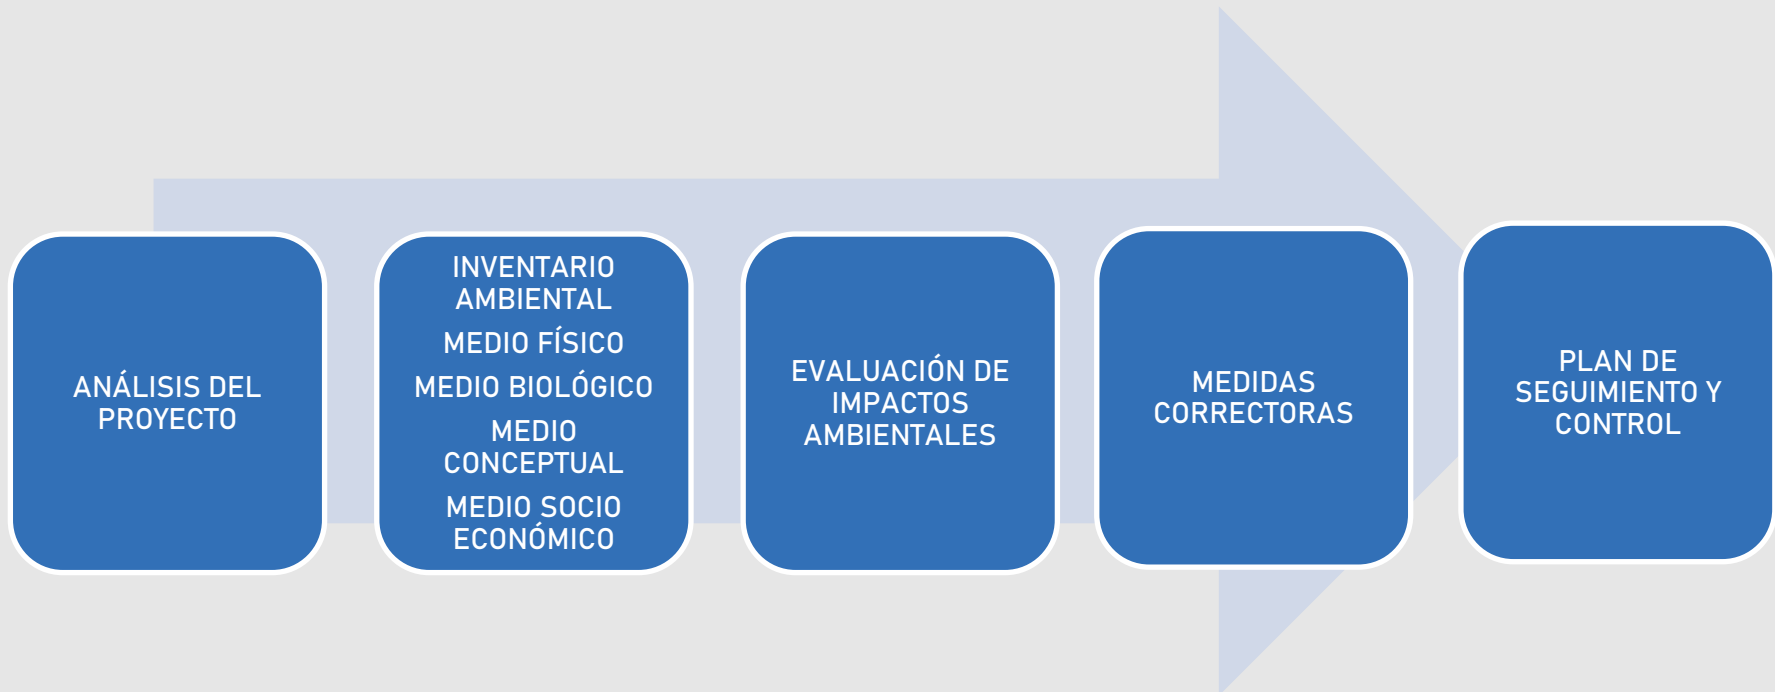 ANÁLISIS DEL
PROYECTO
INVENTARIO
AMBIENTAL
MEDIO FÍSICO
MEDIO BIOLÓGICO
MEDIO
CONCEPTUAL
MEDIO SOCIO
ECONÓMICO
EVALUACIÓN DE
IMPACTOS
AMBIENTALES
MEDIDAS
CORRECTORAS
PLAN DE
SEGUIMIENTO Y
CONTROL